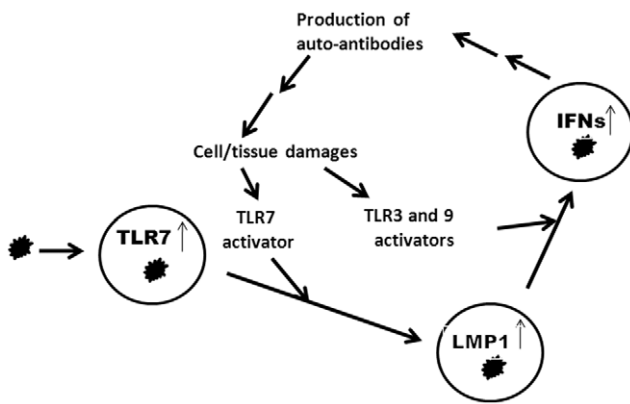 Production of
auto-antibodies
IFNs↑
Cell/tissue damages
TLR7
activator
TLR3 and 9
activators
TLR7 ↑
LMP1 ↑